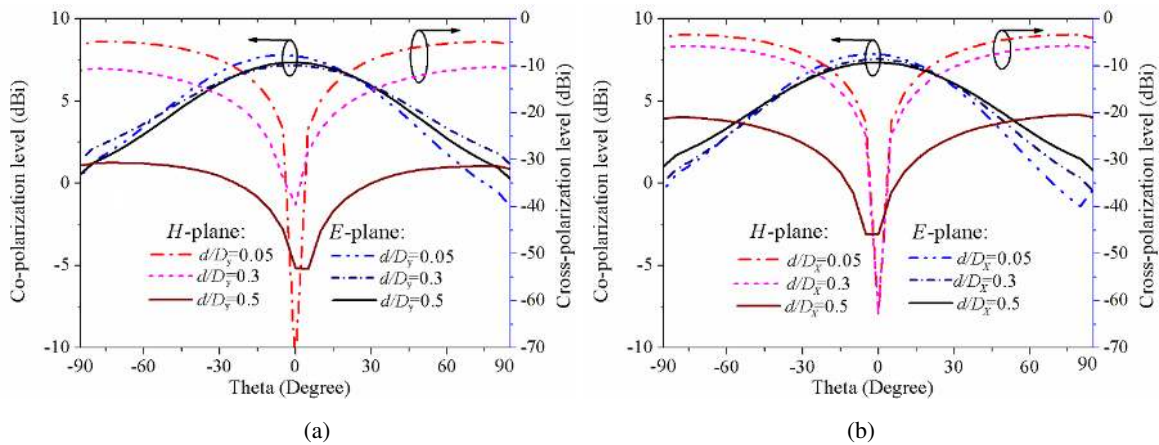 10
5
0
-5
-10
Co-polarization level (dBi)
-90
-60
-30
0
30
60
90
Theta (Degree)
0
-10
-20
-30
-40
-50
-60
-70
Cross-polarization level (dBi)
H-plane:
d/Dy=0.05
d/Dy=0.3
d/Dy=0.5
E-plane:
d/Dy=0.05
d/Dy=0.3
d/Dy=0.5
(a)
10
5
0
-5
-10
Co-polarization level (dBi)
-90
-60
-30
0
30
60
90
Theta (Degree)
0
-10
-20
-30
-40
-50
-60
-70
Cross-polarization level (dBi)
H-plane:
d/Dx=0.05
d/Dx=0.3
d/Dx=0.5
E-plane:
d/Dx=0.05
d/Dx=0.3
d/Dx=0.5
(b)